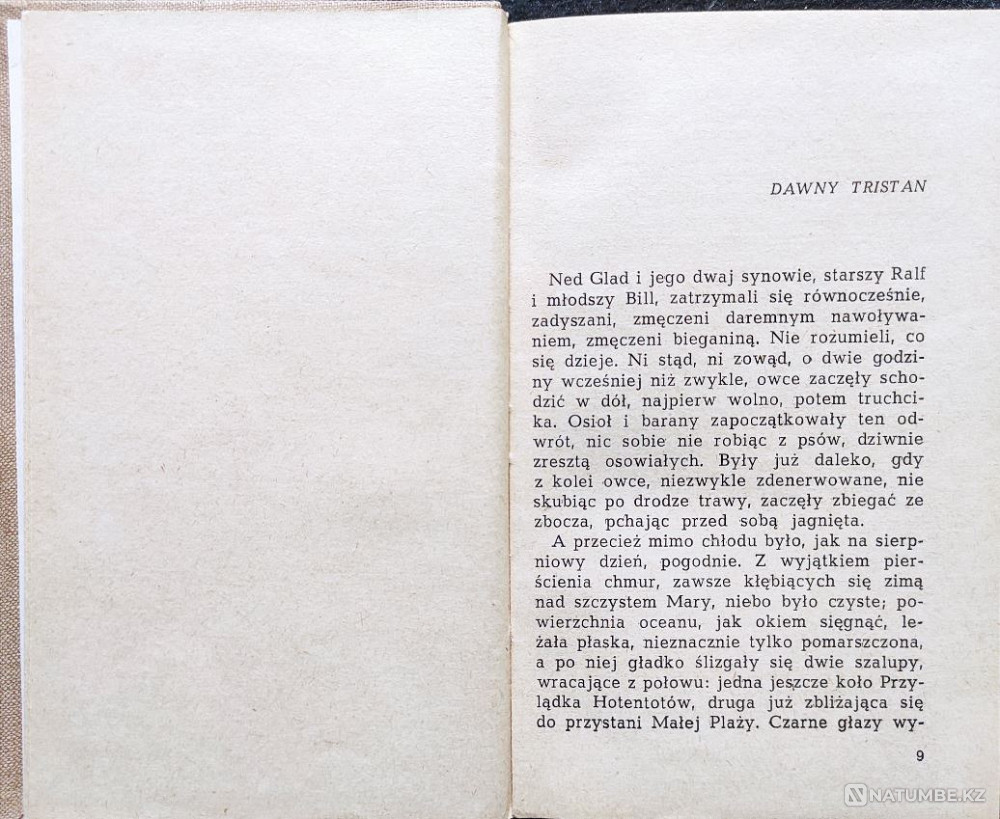 DAWNY TRISTAN
Ned Glad i jego dwaj synowie, starszy Ralf
i młodszy Bill, zatrzymali się równocześnie,
zadyszani, zmęczeni daremnym nawoływa-
niem, zmęczeni bieganiną. Nie rozumieli, co
się dzieje. Ni stąd, ni zowąd, o dwie godzi-
ny wcześniej niż zwykle, owce zaczęły scho-
dzić w dół, najpierw wolno, potem truchci-
ka. Osioł i barany zapoczątkowały ten od-
wrót, nic sobie nie robiąc z psów, dziwnie
zresztą osowiałych. Były już daleko, gdy
z kolei owce, niezwykle zdenerwowane, nie
skubiąc po drodze trawy, zaczęły zbiegać ze
zbocza, pchając przed sobą jagnięta.
A przecież mimo chłodu było, jak na sierp-
niowy dzień, pogodnie. Z wyjątkiem pier-
ścienia chmur, zawsze kłębiących się zimą
nad szczystem Mary, niebo było czyste; po-
wierzchnia oceanu, jak okiem sięgnąć, le-
żała płaska, nieznacznie tylko pomarszczona,
a po niej gładko ślizgały się dwie szalupy,
wracające z połowu: jedna jeszcze koło Przy-
lądka Hotentotów, druga już zbliżająca się
do przystani Małej Plaży. Czarne głazy wy-
9
NATUMBE.KZ